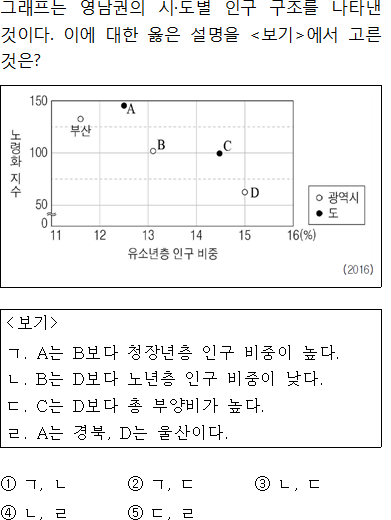 그래프는 영남권의 시·도별 인구 구조를 나타낸
것이다. 이에 대한 옳은 설명을 <보기>에서 고른
것은?
150
노령화 지수
100
50
0
부산
A
B
C
D
광역시
도
11 12 13 14 15 16(%)
유소년층 인구 비중
(2016)
<보기>
ㄱ. A는 B보다 청장년층 인구 비중이 높다.
ㄴ. B는 D보다 노년층 인구 비중이 낮다.
ㄷ. C는 D보다 총 부양비가 높다.
ㄹ. A는 경북, D는 울산이다.
① ㄱ, ㄴ ② ㄱ, ㄷ ③ ㄴ, ㄷ
④ ㄴ, ㄹ ⑤ ㄷ, ㄹ